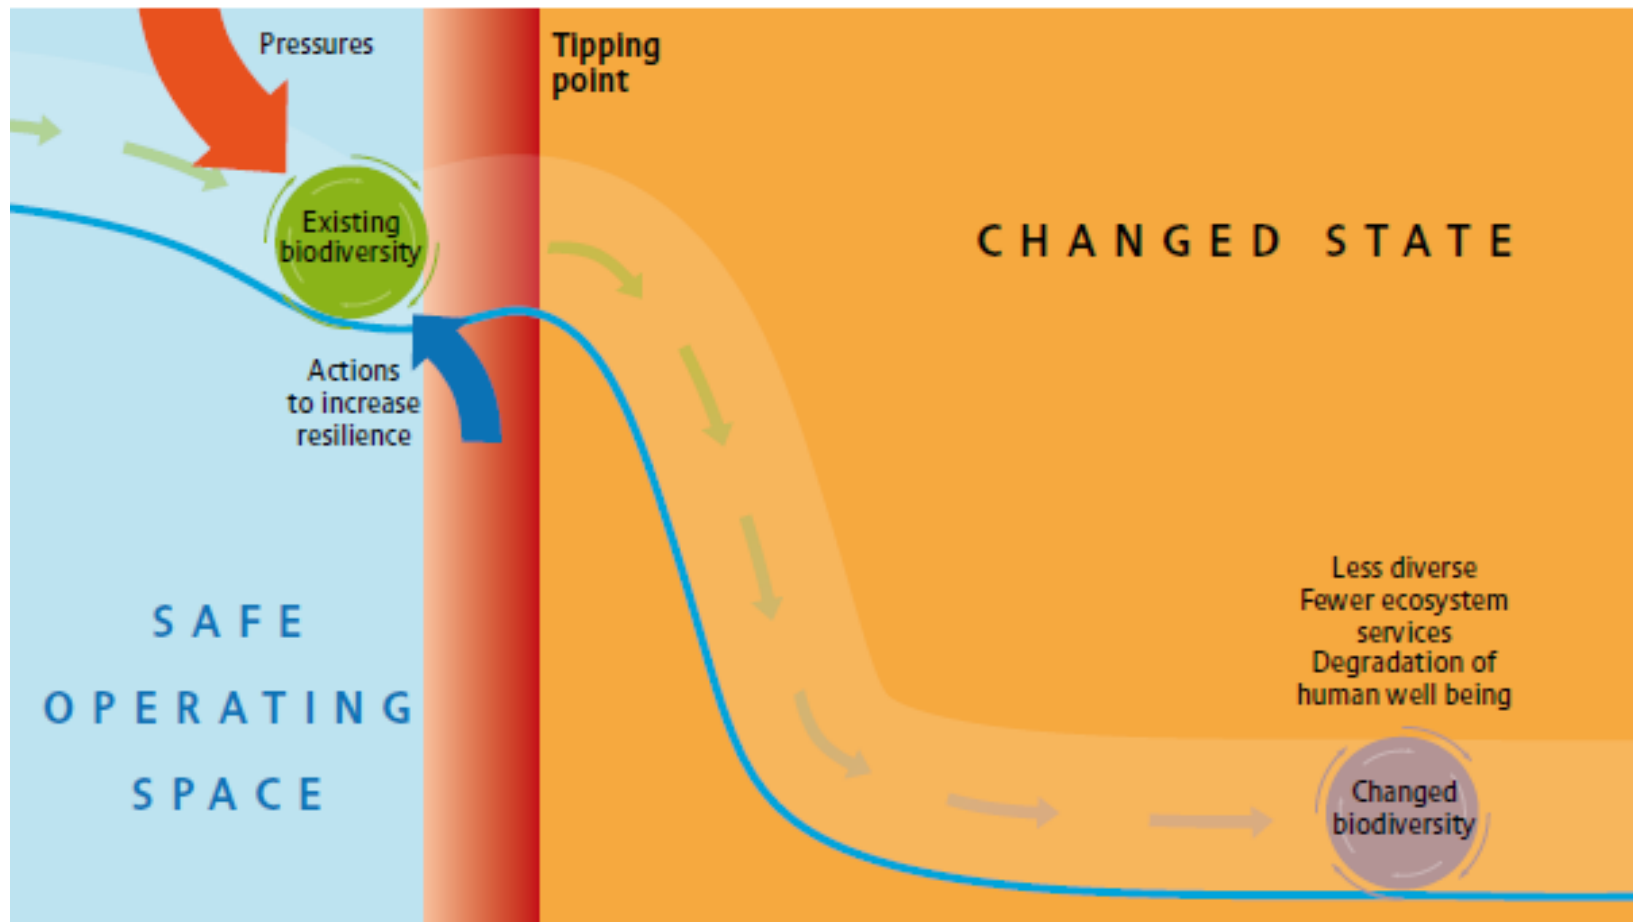 Pressures
Tipping
point
Existing
biodiversity
CHANGED STATE
Actions
to increase
resilience
SAFE
OPERATING
SPACE
Less diverse
Fewer ecosystem
services
Degradation of
human well being
Changed
biodiversity